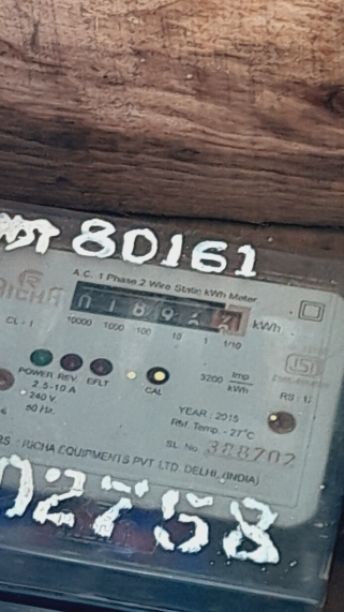 80161
RICHA
A.C. 1 Phase 2 Wire Static kWh Meter
kWh
10000 1000 100 10 1 1/10
CL - 1
3200 imp/kWh
POWER REV. EFLT CAL
2.5-10 A
240 V.
50 Hz.
YEAR : 2015
Ref. Temp. - 27°C
SL. No.
RICHA EQUIPMENTS PVT. LTD. DELHI, (INDIA)
02758